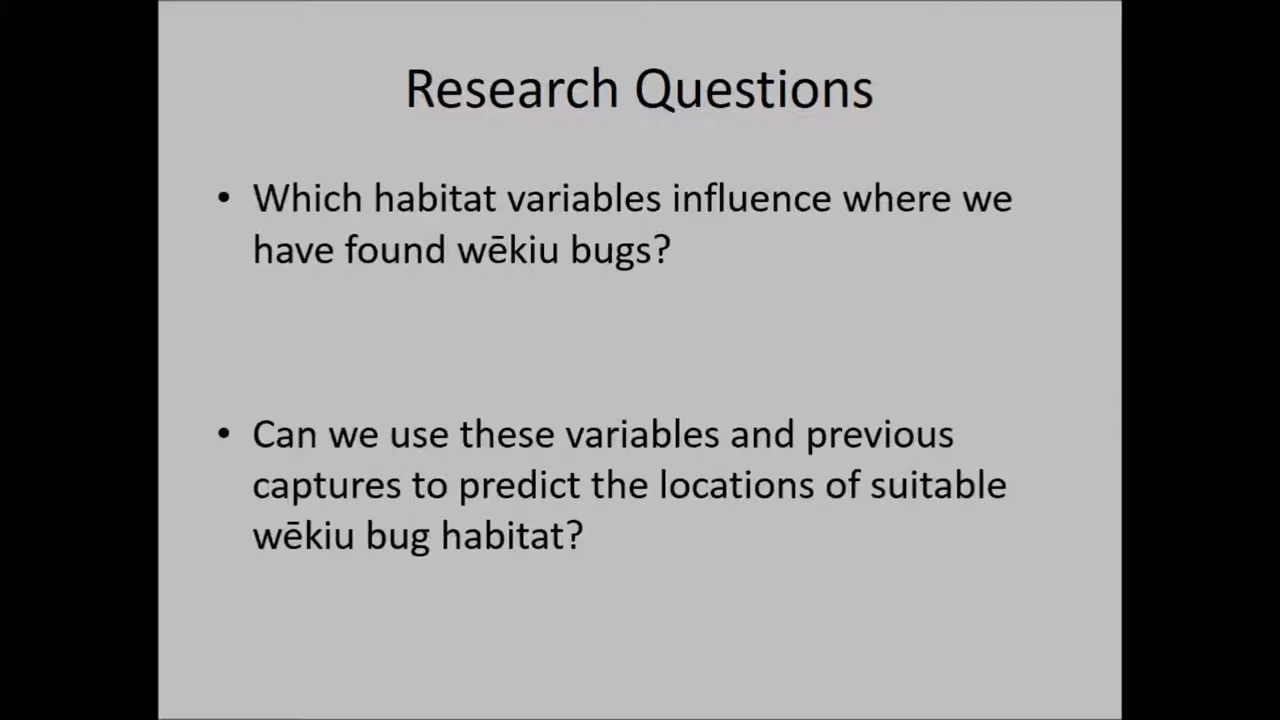 Research Questions
• Which habitat variables influence where we
have found wēkiu bugs?
• Can we use these variables and previous
captures to predict the locations of suitable
wēkiu bug habitat?